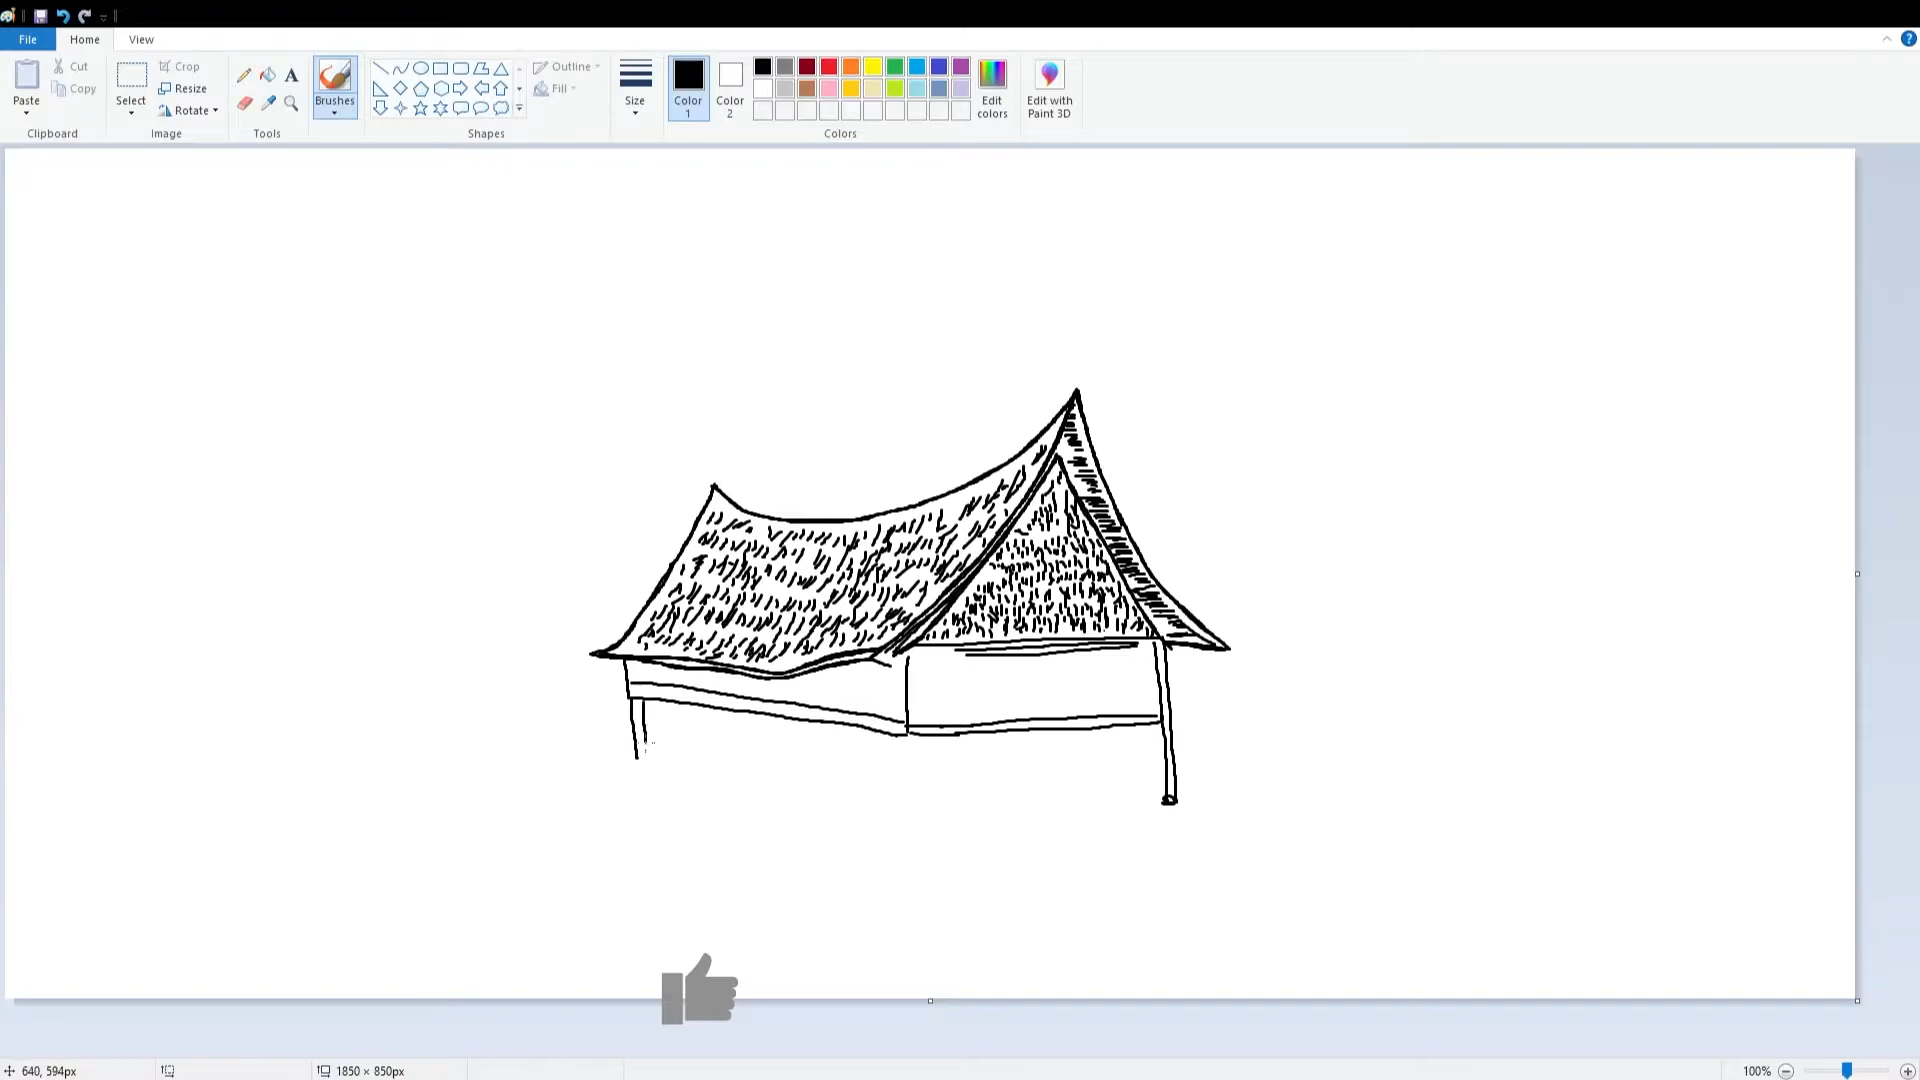 File Home View
Paste Cut Copy Clipboard
Select Crop Resize Rotate Image
A
Tools
Brushes
Outline Fill Shapes
Size
Color 1 Color 2
Edit colors
Colors
Edit with Paint 3D
?
640, 594px
1850 × 850px
100%